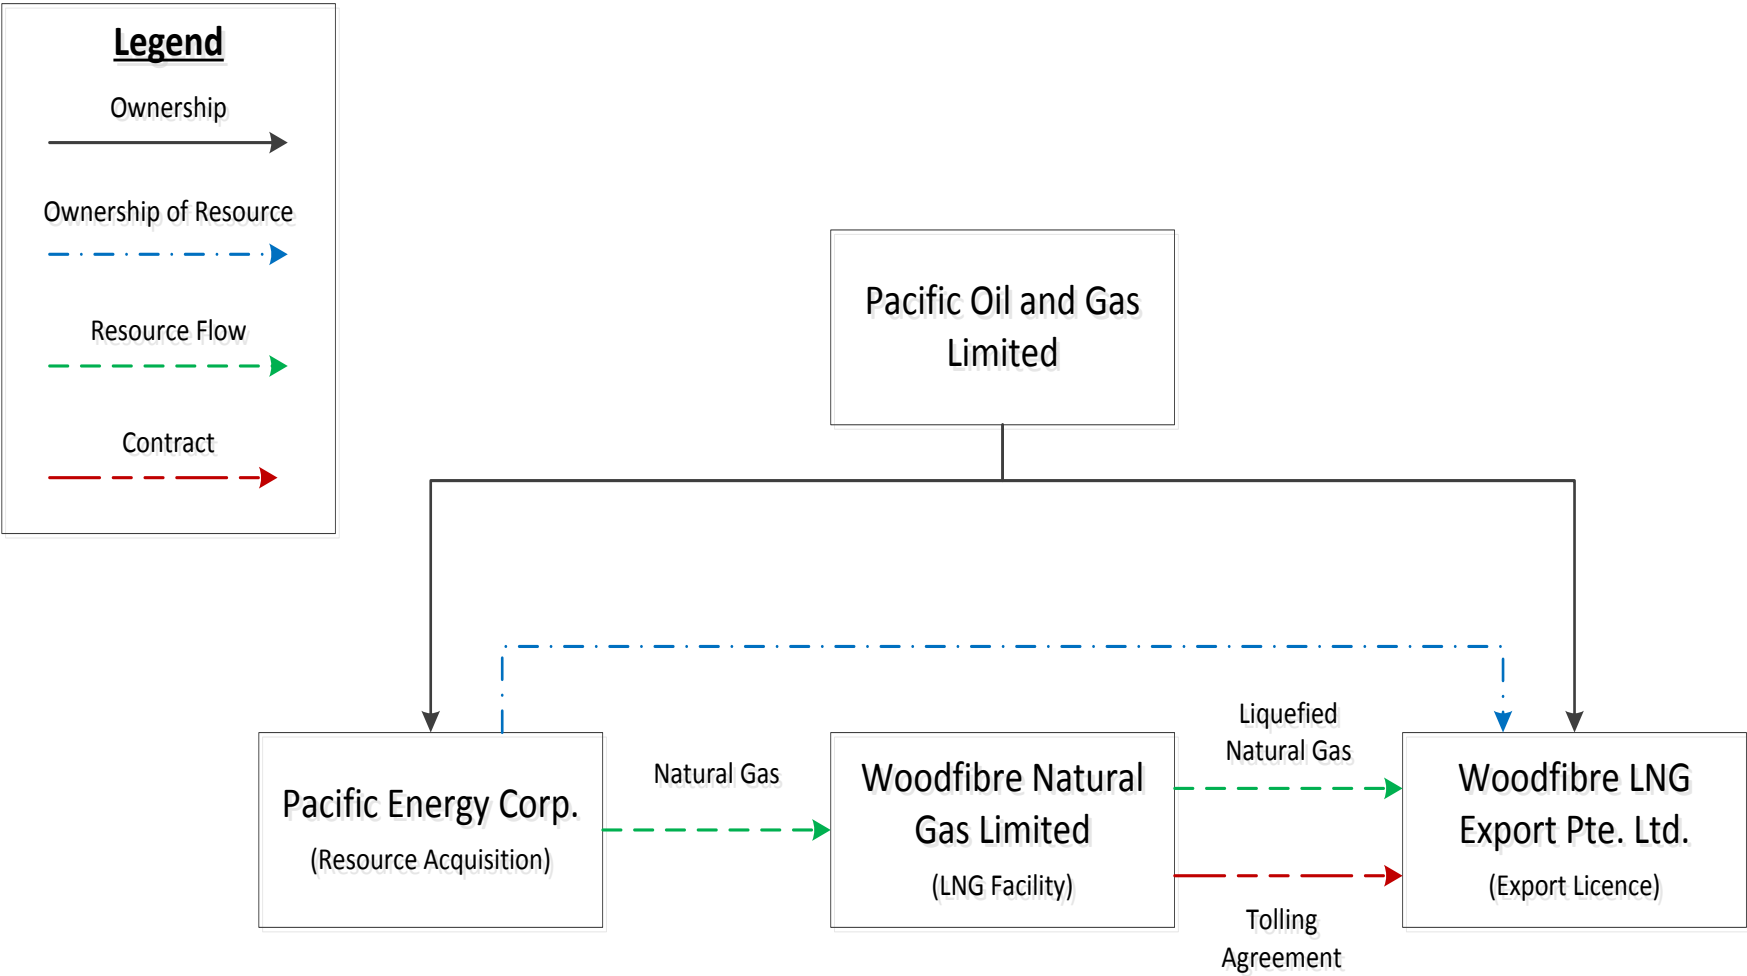 Legend
Ownership
Ownership of Resource
Resource Flow
Contract
Pacific Oil and Gas
Limited
Pacific Energy Corp.
(Resource Acquisition)
Natural Gas
Woodfibre Natural
Gas Limited
(LNG Facility)
Liquefied
Natural Gas
Tolling
Agreement
Woodfibre LNG
Export Pte. Ltd.
(Export Licence)